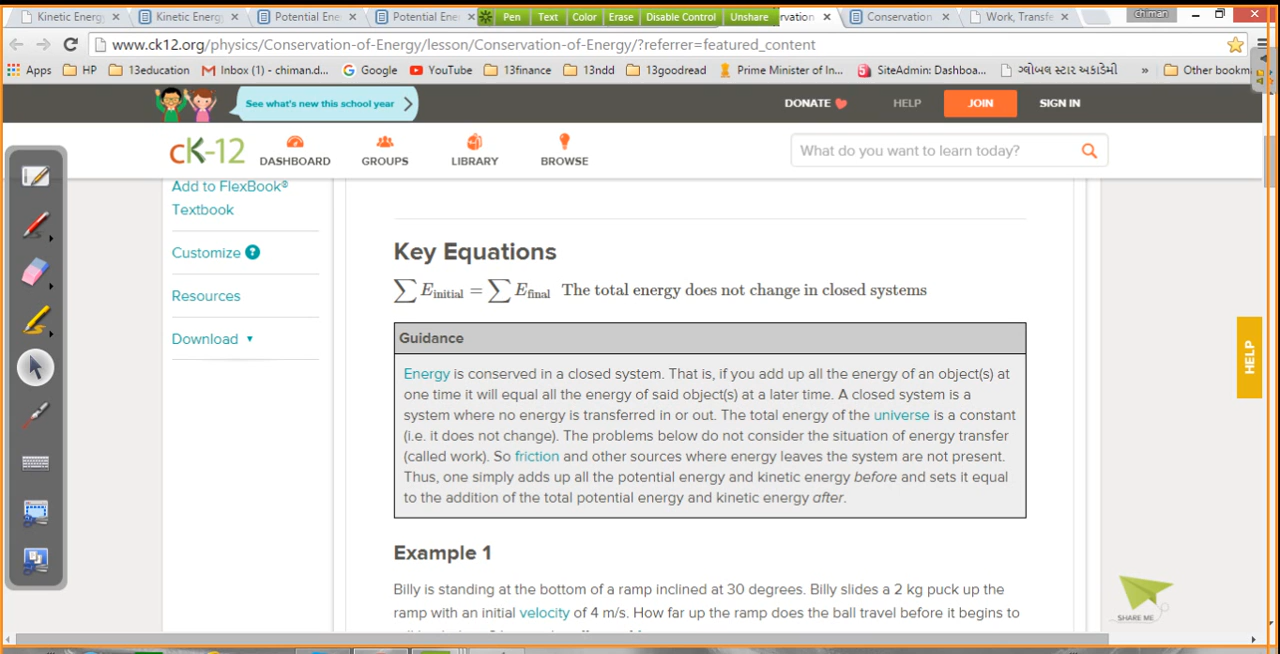 Kinetic Energ
Kinetic Energ
Potential Ene
Potential Ene
Pen
Text
Color
Erase
Disable Control
Unshare
rvation
Conservation
Work, Transfe
chiman
www.ck12.org/physics/Conservation-of-Energy/lesson/Conservation-of-Energy/?referrer=featured_content
Apps
HP
13education
Inbox (1) - chiman.d...
Google
YouTube
13finance
13ndd
13goodread
Prime Minister of In...
SiteAdmin: Dashboa...
ગ્લોબલ સ્ટાર અકાડેમી
»
Other bookm
See what's new this school year
DONATE
HELP
JOIN
SIGN IN
cK-12
DASHBOARD
GROUPS
LIBRARY
BROWSE
What do you want to learn today?
Add to FlexBook®
Textbook
Customize ?
Resources
Download
Key Equations
∑ E initial = ∑ E final The total energy does not change in closed systems
Guidance
Energy is conserved in a closed system. That is, if you add up all the energy of an object(s) at
one time it will equal all the energy of said object(s) at a later time. A closed system is a
system where no energy is transferred in or out. The total energy of the universe is a constant
(i.e. it does not change). The problems below do not consider the situation of energy transfer
(called work). So friction and other sources where energy leaves the system are not present.
Thus, one simply adds up all the potential energy and kinetic energy before and sets it equal
to the addition of the total potential energy and kinetic energy after.
Example 1
Billy is standing at the bottom of a ramp inclined at 30 degrees. Billy slides a 2 kg puck up the
ramp with an initial velocity of 4 m/s. How far up the ramp does the ball travel before it begins to
HELP
SHARE ME